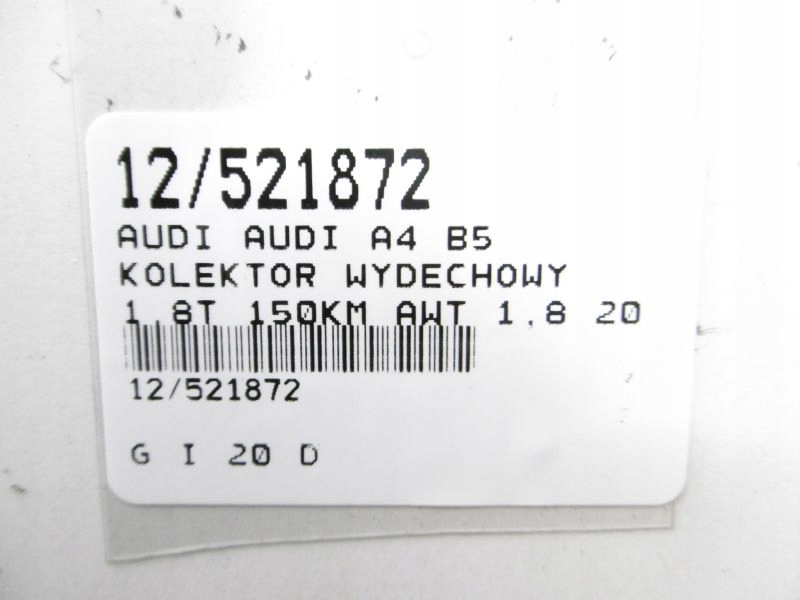 12/521872
AUDI AUDI A4 B5
KOLEKTOR WYDECHOWY
1,8T 150KM AWT 1,8 20
12/521872
G I 20 D